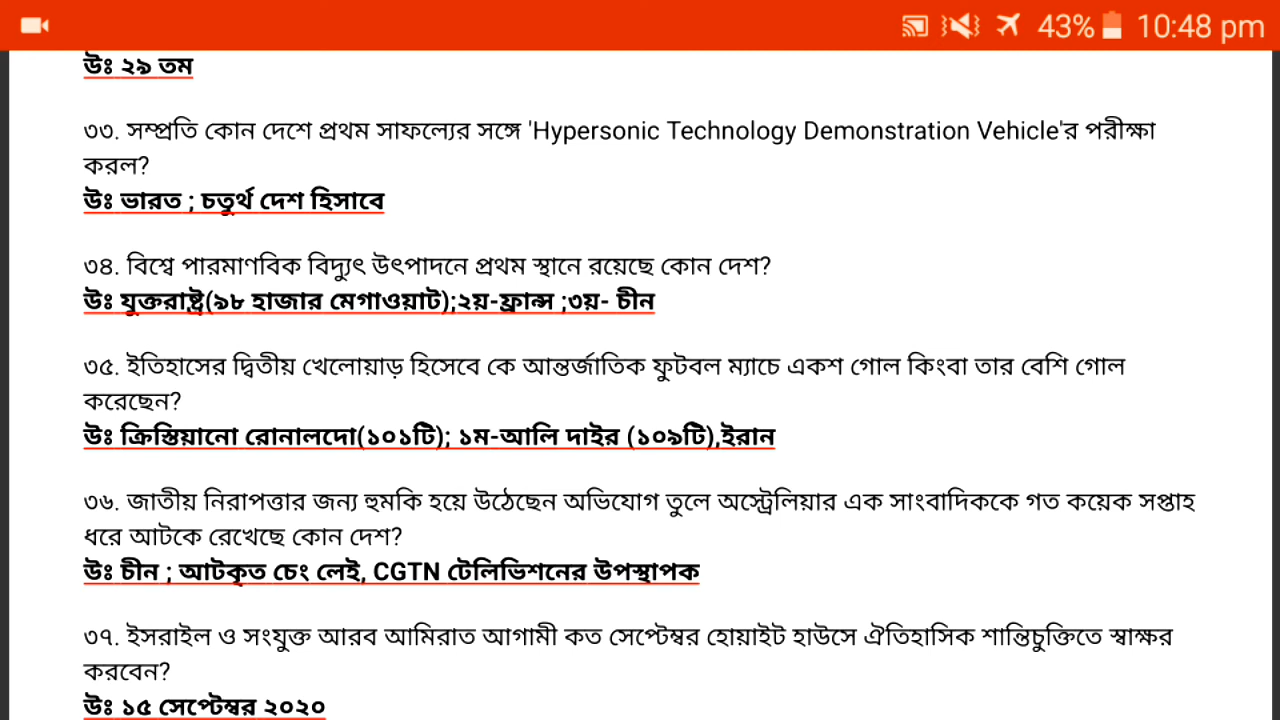 43% 10:48 pm
উঃ ২৯ তম
৩৩. সম্প্রতি কোন দেশে প্রথম সাফল্যের সঙ্গে 'Hypersonic Technology Demonstration Vehicle'র পরীক্ষা
করল?
উঃ ভারত ; চতুর্থ দেশ হিসাবে
৩৪. বিশ্বে পারমাণবিক বিদ্যুৎ উৎপাদনে প্রথম স্থানে রয়েছে কোন দেশ?
উঃ যুক্তরাষ্ট্র(৯৮ হাজার মেগাওয়াট);২য়-ফ্রান্স ;৩য়- চীন
৩৫. ইতিহাসের দ্বিতীয় খেলোয়াড় হিসেবে কে আন্তর্জাতিক ফুটবল ম্যাচে একশ গোল কিংবা তার বেশি গোল
করেছেন?
উঃ ক্রিস্তিয়ানো রোনালদো(১০১টি); ১ম-আলি দাইর (১০৯টি),ইরান
৩৬. জাতীয় নিরাপত্তার জন্য হুমকি হয়ে উঠেছেন অভিযোগ তুলে অস্ট্রেলিয়ার এক সাংবাদিককে গত কয়েক সপ্তাহ
ধরে আটকে রেখেছে কোন দেশ?
উঃ চীন ; আটকৃত চেং লেই, CGTN টেলিভিশনের উপস্থাপক
৩৭. ইসরাইল ও সংযুক্ত আরব আমিরাত আগামী কত সেপ্টেম্বর হোয়াইট হাউসে ঐতিহাসিক শান্তিচুক্তিতে স্বাক্ষর
করবেন?
উঃ ১৫ সেপ্টেম্বর ২০২০